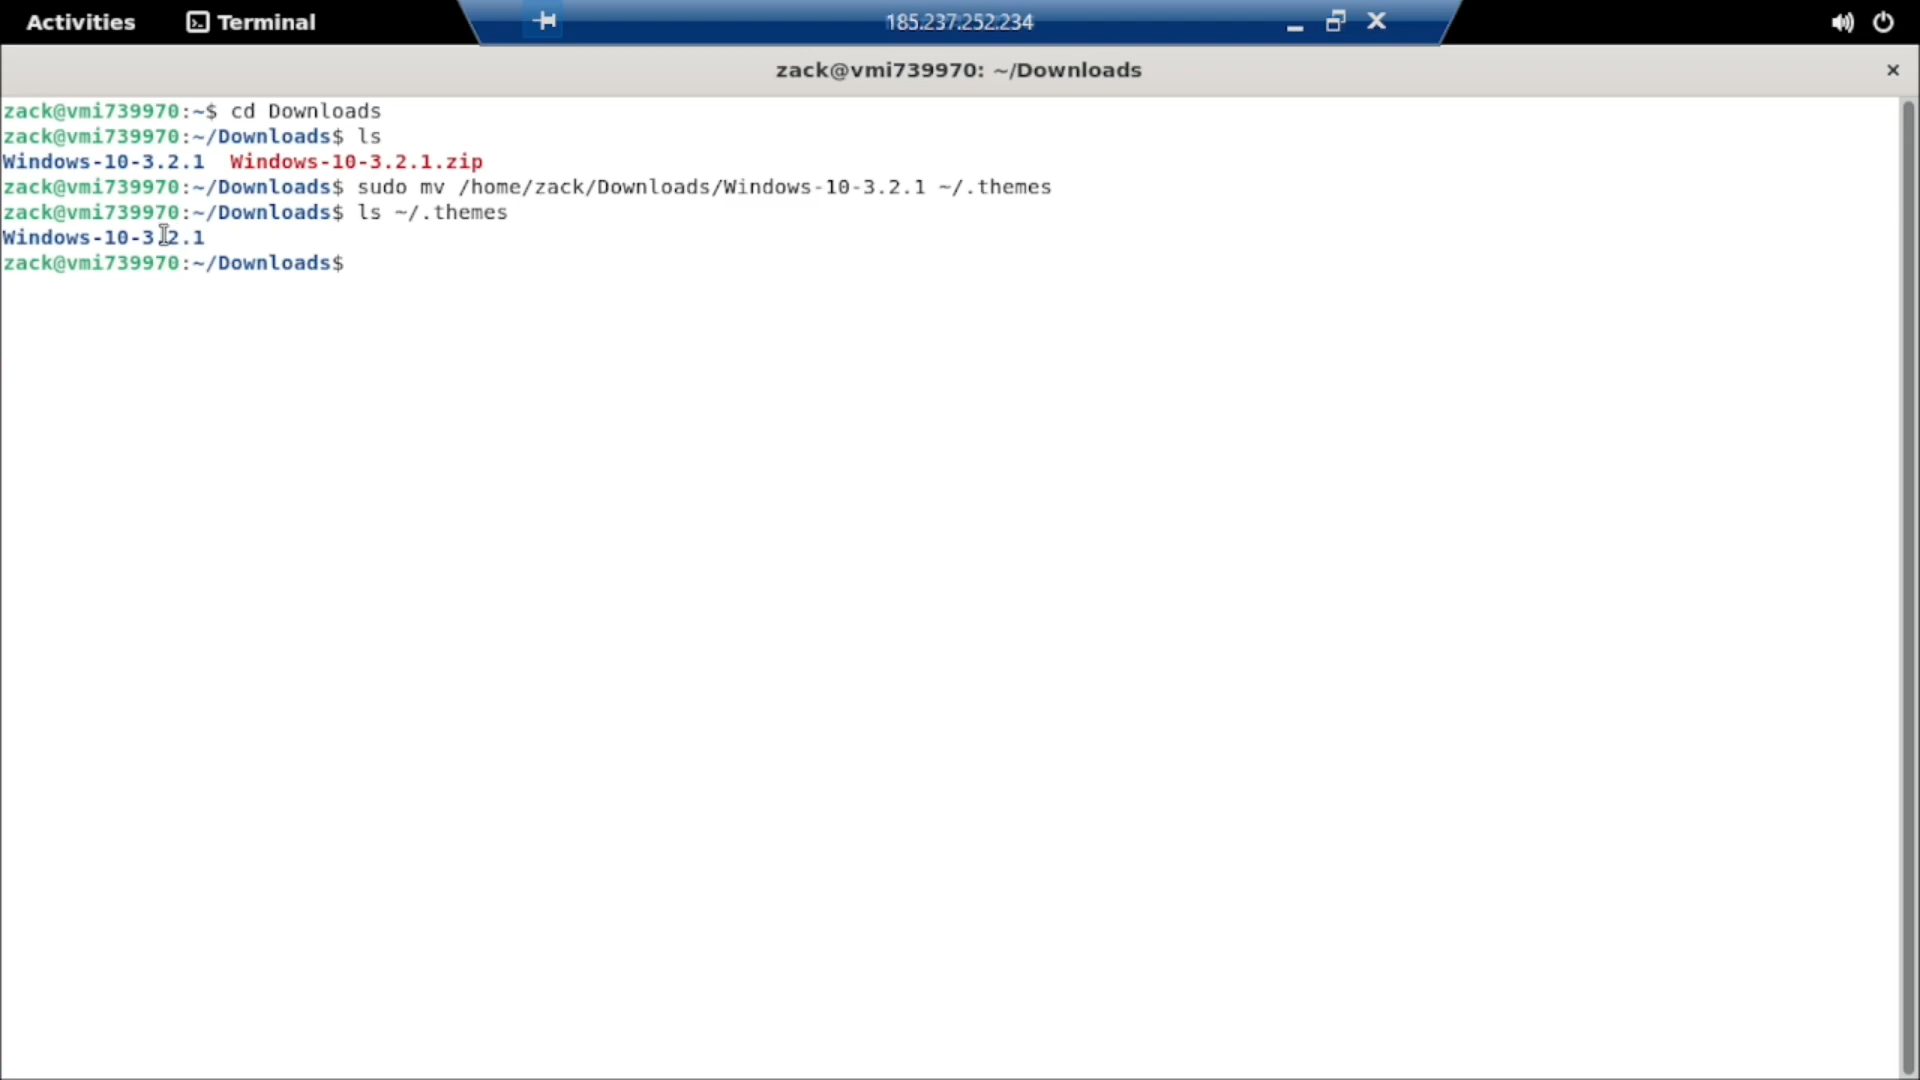 Activities Terminal 185.237.252.234
zack@vmi739970: ~/Downloads
zack@vmi739970:~$ cd Downloads
zack@vmi739970:~/Downloads$ ls
Windows-10-3.2.1  Windows-10-3.2.1.zip
zack@vmi739970:~/Downloads$ sudo mv /home/zack/Downloads/Windows-10-3.2.1 ~/.themes
zack@vmi739970:~/Downloads$ ls ~/.themes
Windows-10-3.2.1
zack@vmi739970:~/Downloads$